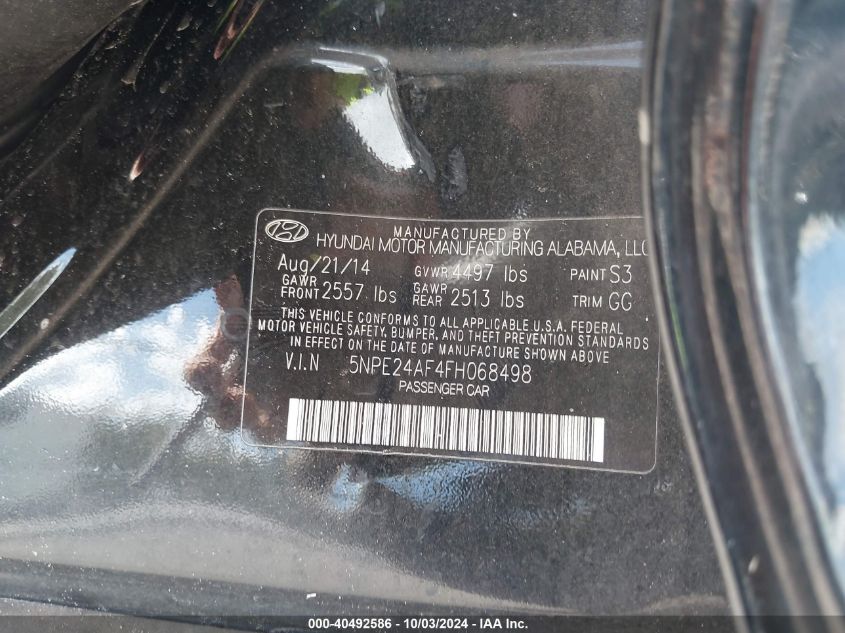 MANUFACTURED BY
HYUNDAI MOTOR MANUFACTURING ALABAMA, LLC
Aug/21/14 GVWR 4497 lbs PAINT S3
GAWR FRONT 2557 lbs GAWR REAR 2513 lbs TRIM GG
THIS VEHICLE CONFORMS TO ALL APPLICABLE U.S.A. FEDERAL
MOTOR VEHICLE SAFETY, BUMPER, AND THEFT PREVENTION STANDARDS
IN EFFECT ON THE DATE OF MANUFACTURE SHOWN ABOVE
V.I.N 5NPE24AF4FH068498
PASSENGER CAR
000-40492586 - 10/03/2024 - IAA Inc.